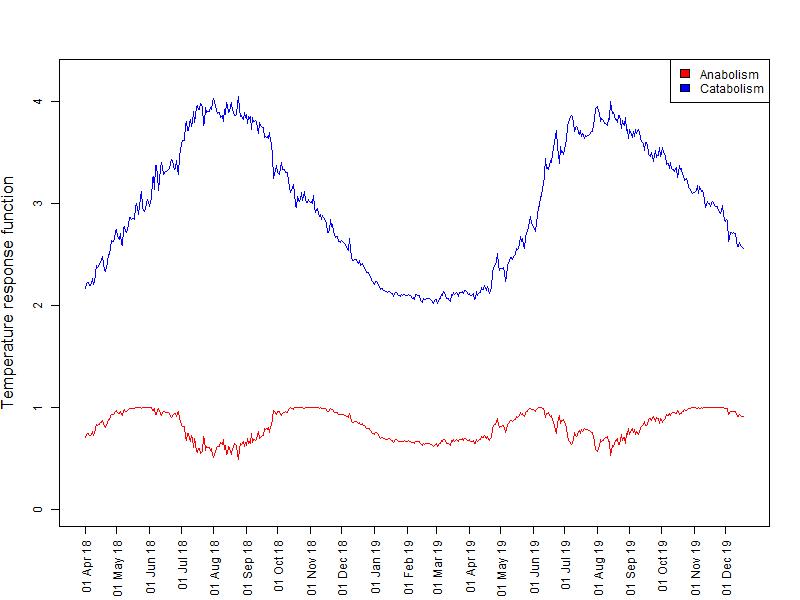 Anabolism
Catabolism
Temperature response function
4
3
2
1
0
01 Apr 18
01 May 18
01 Jun 18
01 Jul 18
01 Aug 18
01 Sep 18
01 Oct 18
01 Nov 18
01 Dec 18
01 Jan 19
01 Feb 19
01 Mar 19
01 Apr 19
01 May 19
01 Jun 19
01 Jul 19
01 Aug 19
01 Sep 19
01 Oct 19
01 Nov 19
01 Dec 19